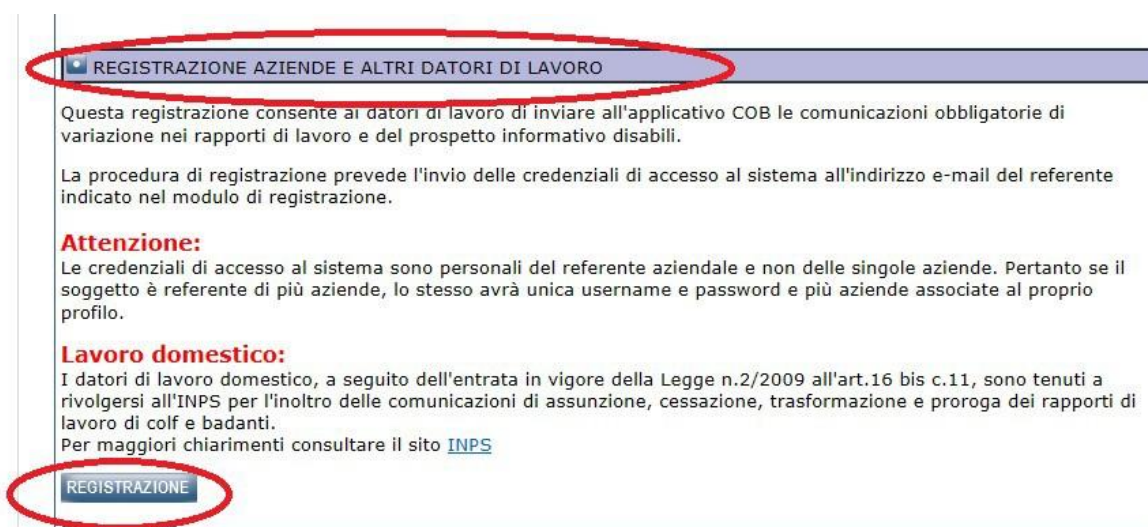 REGISTRAZIONE AZIENDE E ALTRI DATORI DI LAVORO
Questa registrazione consente ai datori di lavoro di inviare all'applicativo COB le comunicazioni obbligatorie di
variazione nei rapporti di lavoro e del prospetto informativo disabili.
La procedura di registrazione prevede l'invio delle credenziali di accesso al sistema all'indirizzo e-mail del referente
indicato nel modulo di registrazione.
Attenzione:
Le credenziali di accesso al sistema sono personali del referente aziendale e non delle singole aziende. Pertanto se il
soggetto è referente di più aziende, lo stesso avrà unica username e password e più aziende associate al proprio
profilo.
Lavoro domestico:
I datori di lavoro domestico, a seguito dell'entrata in vigore della Legge n.2/2009 all'art.16 bis c.11, sono tenuti a
rivolgersi all'INPS per l'inoltro delle comunicazioni di assunzione, cessazione, trasformazione e proroga dei rapporti di
lavoro di colf e badanti.
Per maggiori chiarimenti consultare il sito INPS
REGISTRAZIONE